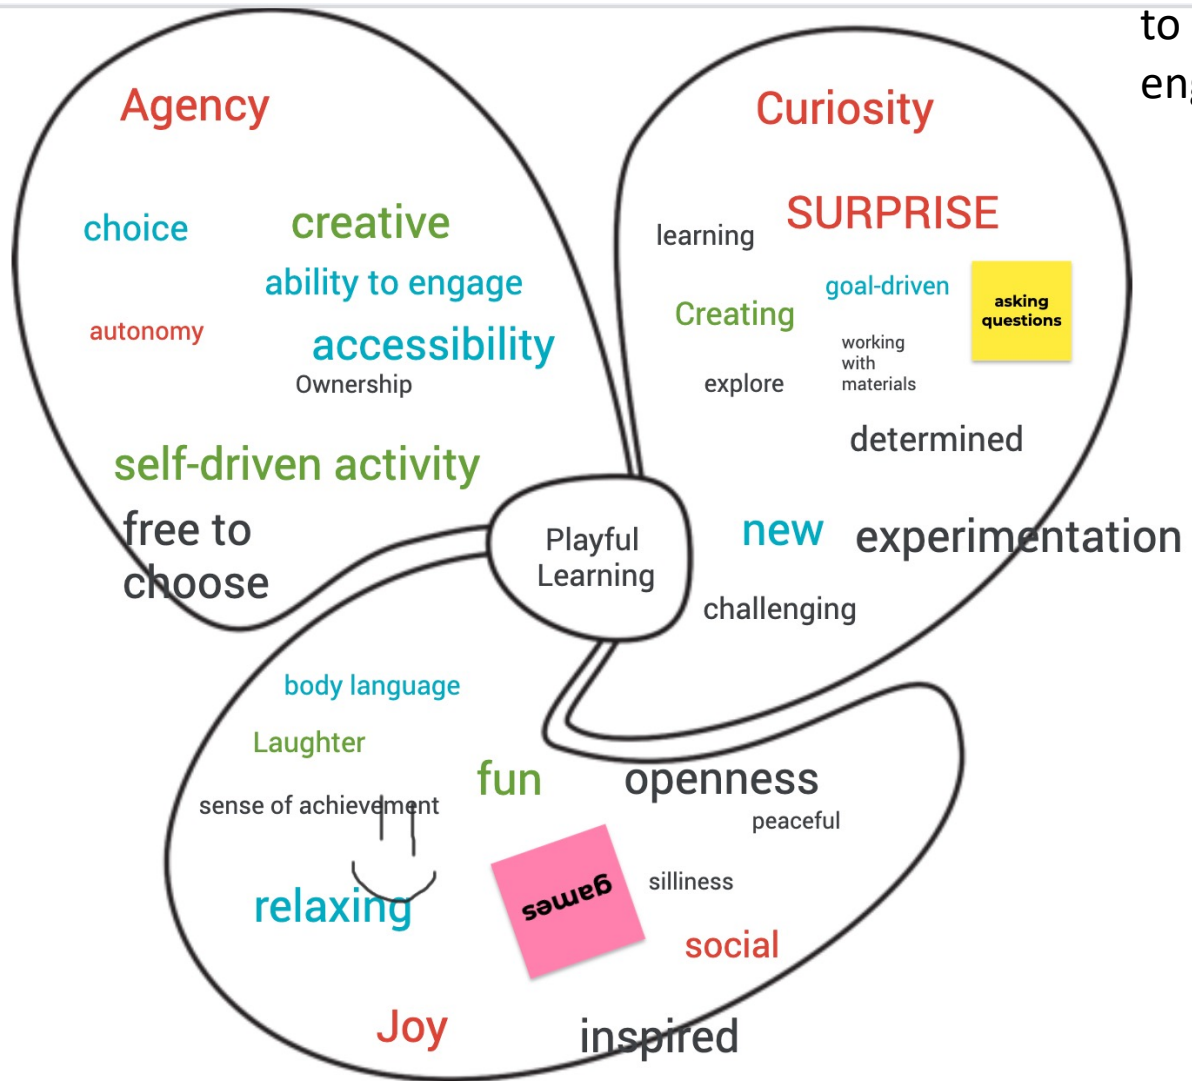 to
Agency
choice
creative
ability to engage
autonomy
accessibility
Ownership
self-driven activity
free to
choose
Curiosity
SURPRISE
learning
goal-driven
asking
questions
Creating
working
with
materials
explore
determined
new
experimentation
challenging
Playful
Learning
body language
Laughter
fun
openness
sense of achievement
peaceful
games
silliness
relaxing
social
Joy
inspired